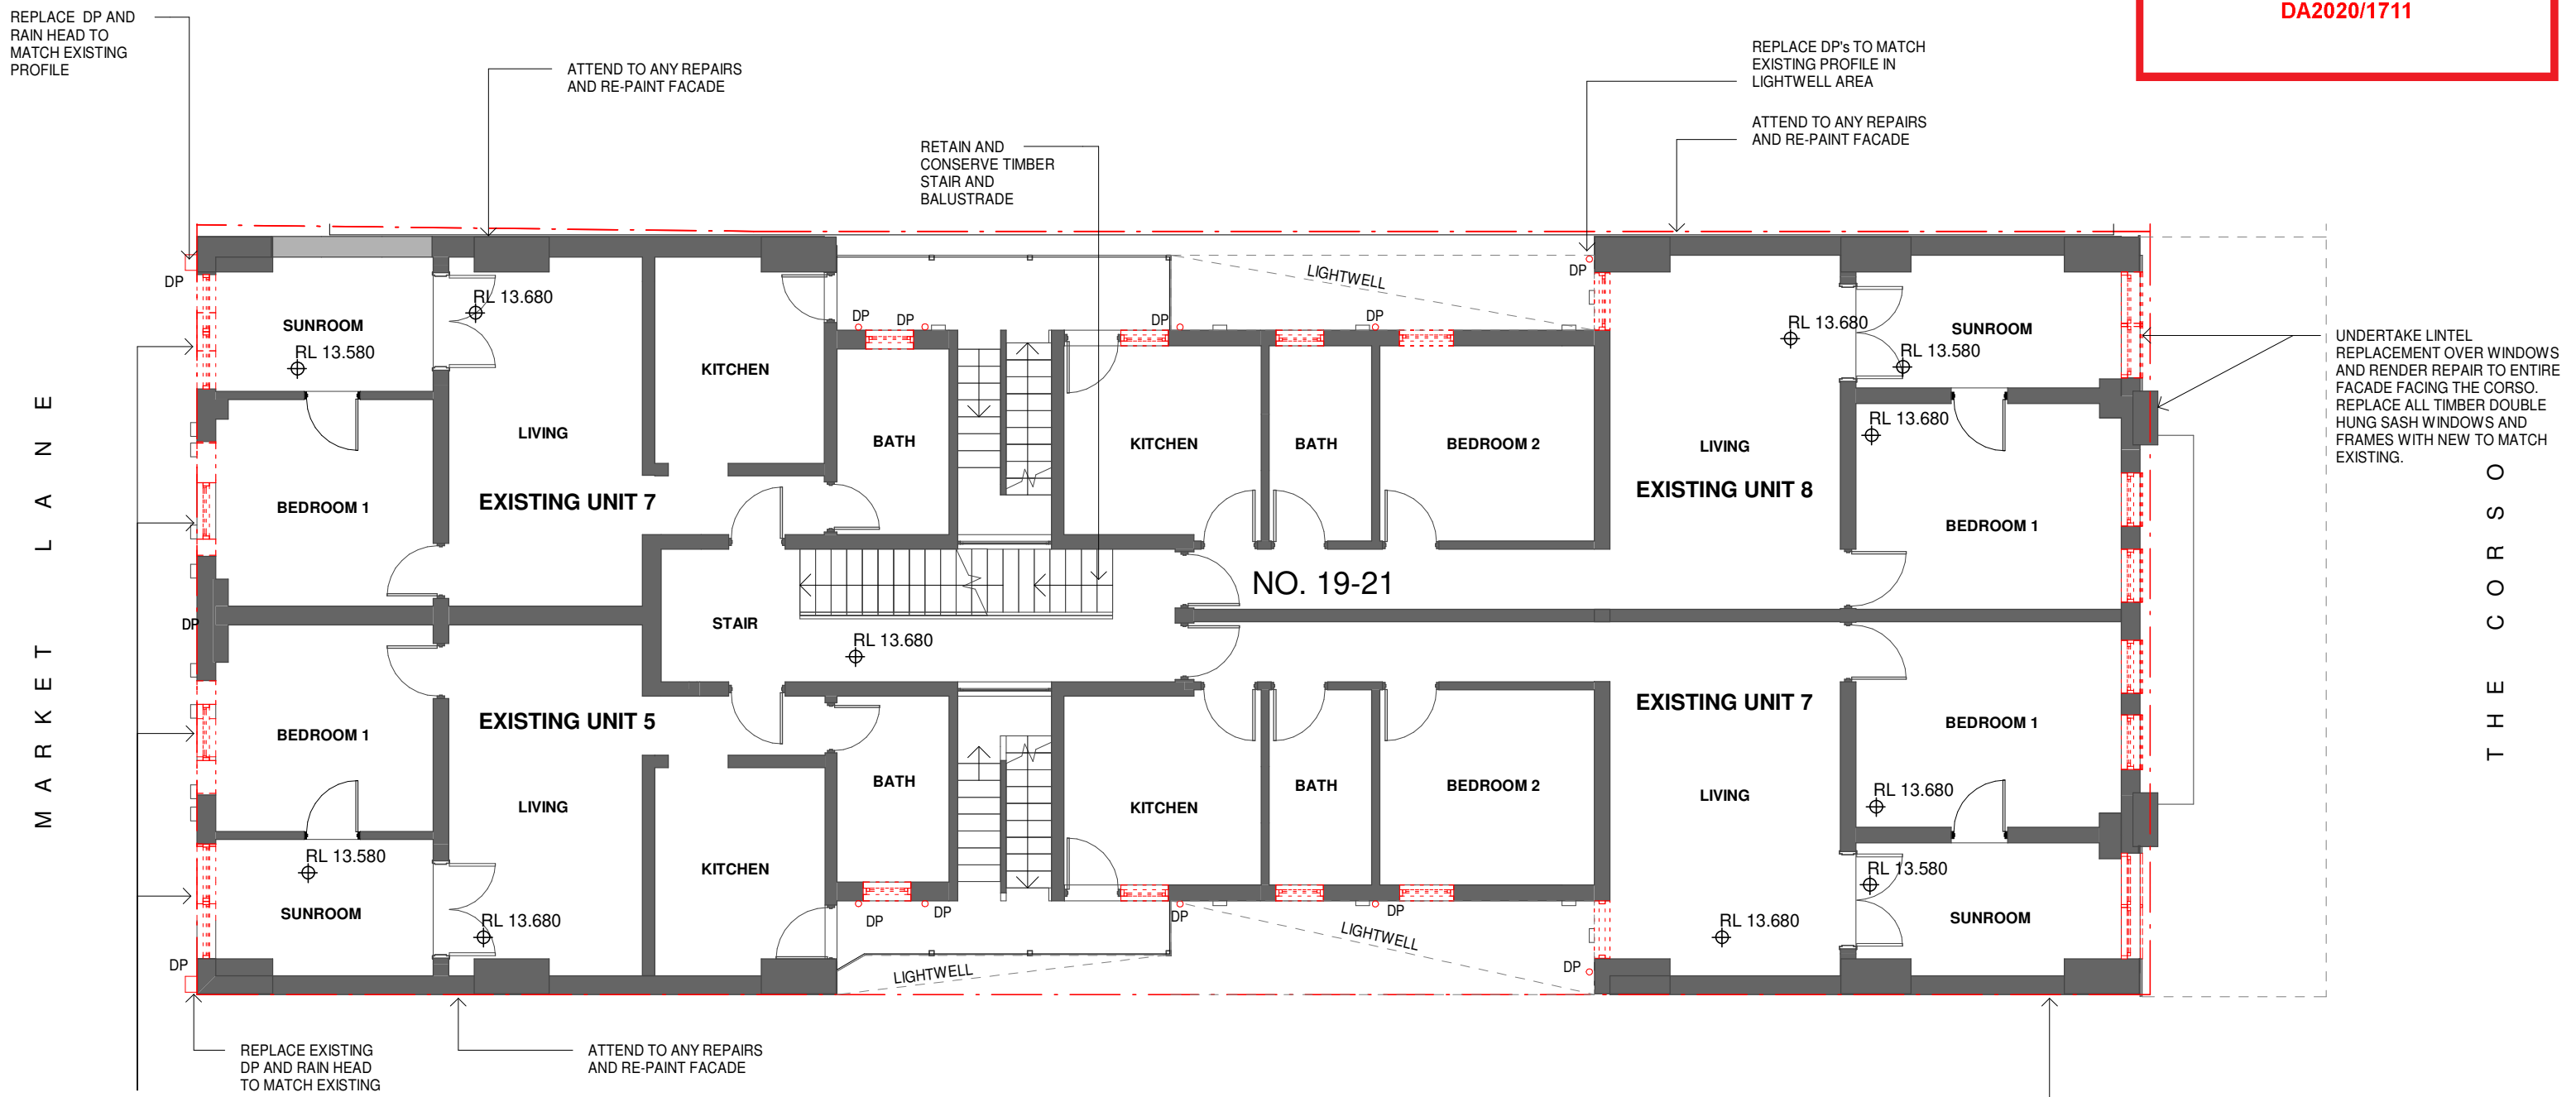 REPLACE DP AND
RAIN HEAD TO
MATCH EXISTING
PROFILE
ATTEND TO ANY REPAIRS
AND RE-PAINT FACADE
RETAIN AND
CONSERVE TIMBER
STAIR AND
BALUSTRADE
REPLACE DP's TO MATCH
EXISTING PROFILE IN
LIGHTWELL AREA
ATTEND TO ANY REPAIRS
AND RE-PAINT FACADE
DA2020/1711
DP
RL 13.680
SUNROOM
RL 13.580
KITCHEN
LIVING
BEDROOM 1
EXISTING UNIT 7
DP
DP
BATH
DP
LIGHTWELL
DP
DP
KITCHEN
BATH
BEDROOM 2
RL 13.680
SUNROOM
RL 13.580
RL 13.680
LIVING
EXISTING UNIT 8
BEDROOM 1
UNDERTAKE LINTEL
REPLACEMENT OVER WINDOWS
AND RENDER REPAIR TO ENTIRE
FACADE FACING THE CORSO.
REPLACE ALL TIMBER DOUBLE
HUNG SASH WINDOWS AND
FRAMES WITH NEW TO MATCH
EXISTING.
MARKET LANE
THE CORSO
NO. 19-21
DP
STAIR
RL 13.680
EXISTING UNIT 5
BEDROOM 1
LIVING
BATH
KITCHEN
RL 13.580
SUNROOM
RL 13.680
DP
DP
DP
LIGHTWELL
KITCHEN
BATH
BEDROOM 2
DP
DP
LIGHTWELL
DP
EXISTING UNIT 7
BEDROOM 1
LIVING
RL 13.680
RL 13.580
RL 13.680
SUNROOM
REPLACE EXISTING
DP AND RAIN HEAD
TO MATCH EXISTING
ATTEND TO ANY REPAIRS
AND RE-PAINT FACADE